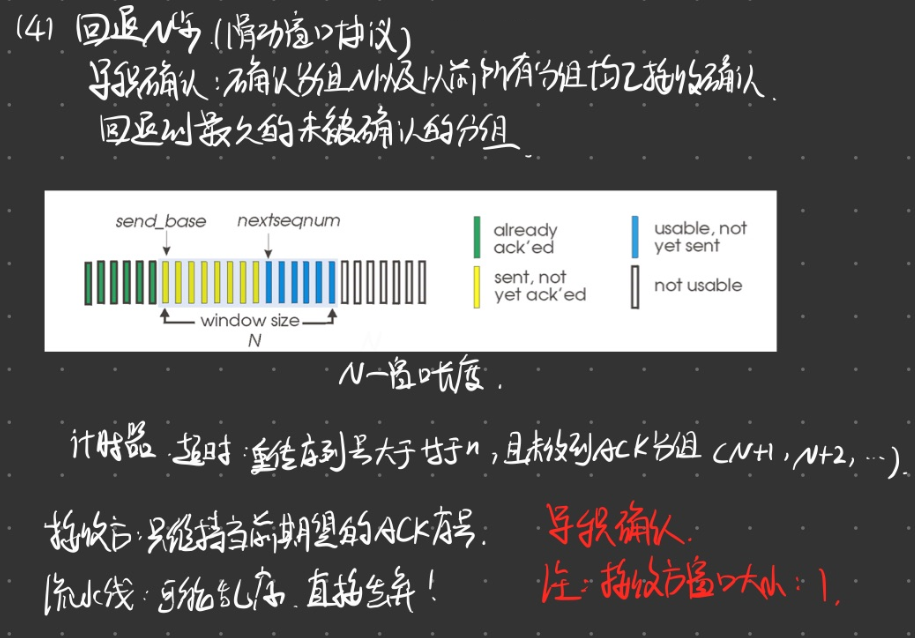 (4) 回退N步 (滑动窗口协议)
累积确认：确认分组N以及以前所有分组均已接收确认.
回退到最久的未被确认的分组.
send_base nextseqnum
already ack'ed
usable, not yet sent
sent, not yet ack'ed
not usable
window size
N
N—窗口长度.
计时器 超时：重传序列号大于等于n,且未收到ACK分组 (N+1, N+2, …).
接收方：只维持当前期望的ACK序号.
累积确认.
流水线：可能乱序.直接丢弃!
注：接收方窗口大小：1.